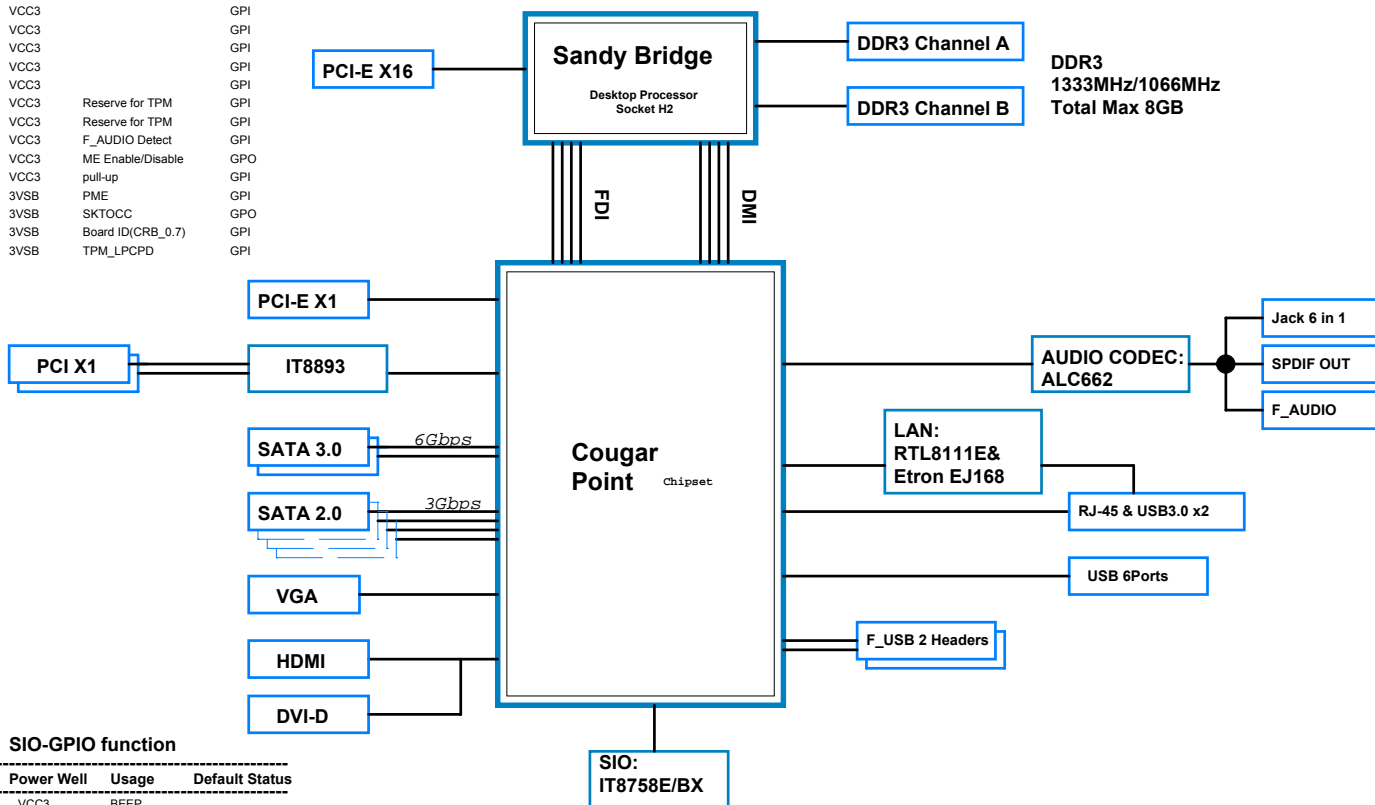 VCC3 GPI
VCC3 GPI
VCC3 GPI
VCC3 GPI
VCC3 GPI
VCC3 Reserve for TPM GPI
VCC3 Reserve for TPM GPI
VCC3 F_AUDIO Detect GPI
VCC3 ME Enable/Disable GPO
VCC3 pull-up GPI
3VSB PME GPI
3VSB SKTOCC GPO
3VSB Board ID(CRB_0.7) GPI
3VSB TPM_LPCPD GPI
PCI-E X16
Sandy Bridge
Desktop Processor
Socket H2
DDR3 Channel A
DDR3 Channel B
DDR3
1333MHz/1066MHz
Total Max 8GB
FDI
DMI
PCI-E X1
PCI X1
IT8893
SATA 3.0
6Gbps
SATA 2.0
3Gbps
VGA
HDMI
DVI-D
Cougar
Point Chipset
AUDIO CODEC:
ALC662
Jack 6 in 1
SPDIF OUT
F_AUDIO
LAN:
RTL8111E&
Etron EJ168
RJ-45 & USB3.0 x2
USB 6Ports
F_USB 2 Headers
SIO:
IT8758E/BX
SIO-GPIO function
Power Well Usage Default Status
VCC3 BEEP